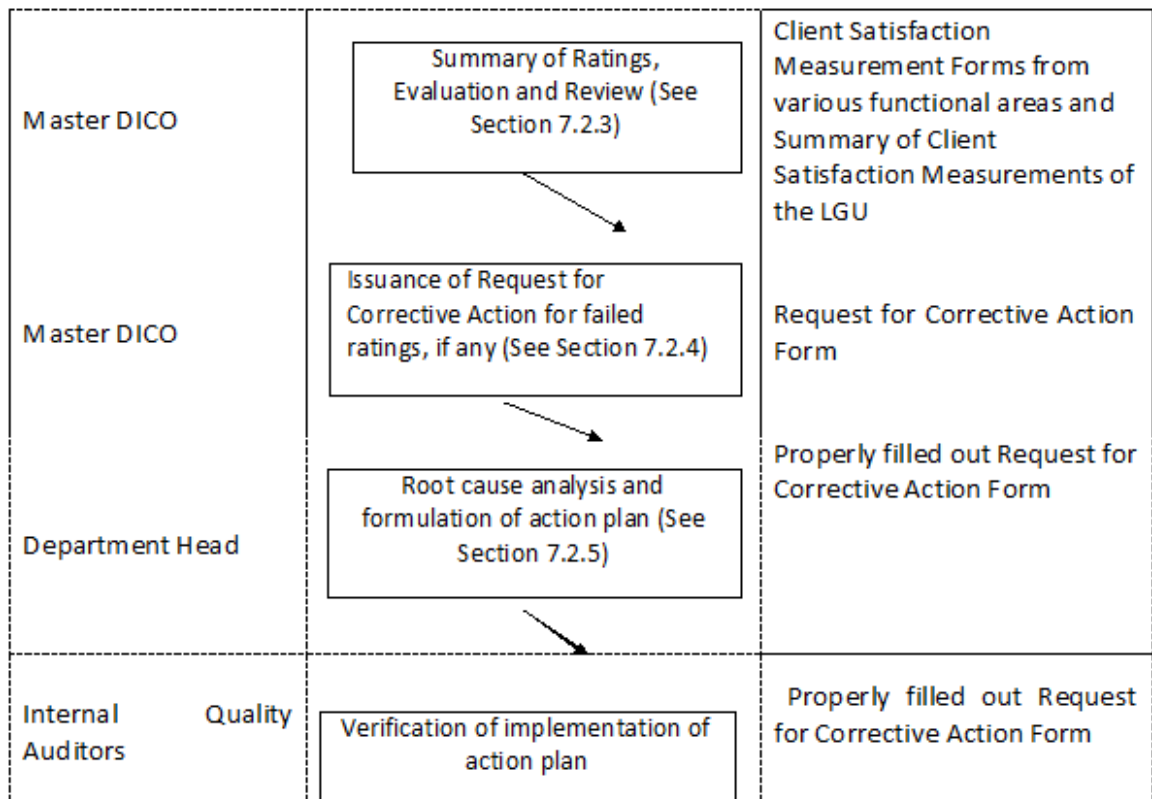 Master DICO
Summary of Ratings,
Evaluation and Review (See
Section 7.2.3)
Client Satisfaction
Measurement Forms from
various functional areas and
Summary of Client
Satisfaction Measurements of
the LGU
Master DICO
Issuance of Request for
Corrective Action for failed
ratings, if any (See Section 7.2.4)
Request for Corrective Action
Form
Department Head
Root cause analysis and
formulation of action plan (See
Section 7.2.5)
Properly filled out Request for
Corrective Action Form
Internal Quality
Auditors
Verification of implementation of
action plan
Properly filled out Request
for Corrective Action Form